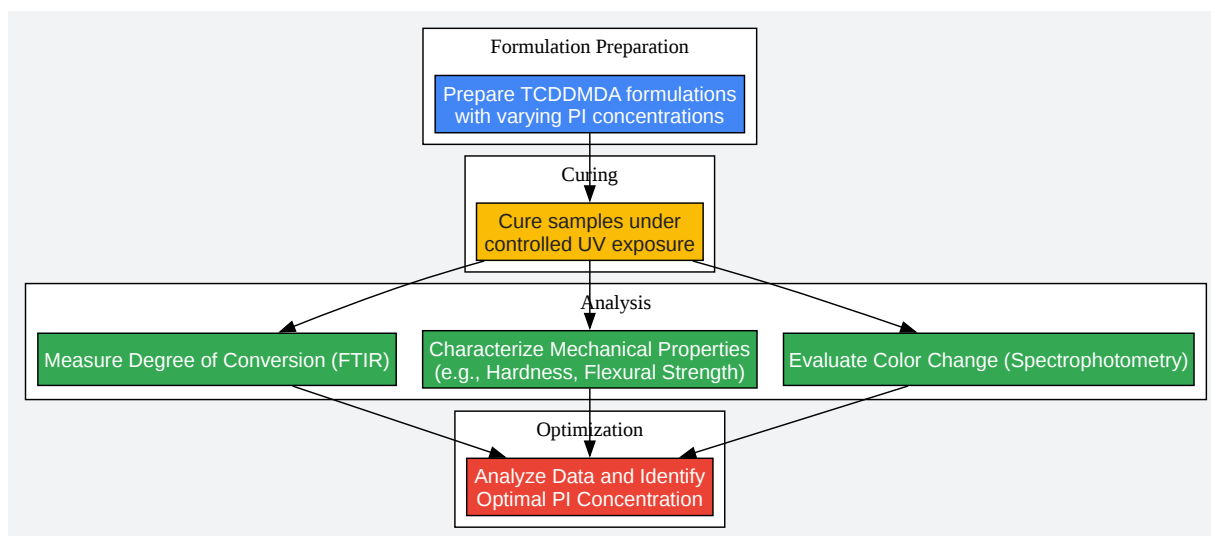 Formulation Preparation
Prepare TCDDMDA formulations
with varying PI concentrations
Curing
Cure samples under
controlled UV exposure
Analysis
Measure Degree of Conversion (FTIR)
Characterize Mechanical Properties
(e.g., Hardness, Flexural Strength)
Evaluate Color Change (Spectrophotometry)
Optimization
Analyze Data and Identify
Optimal PI Concentration